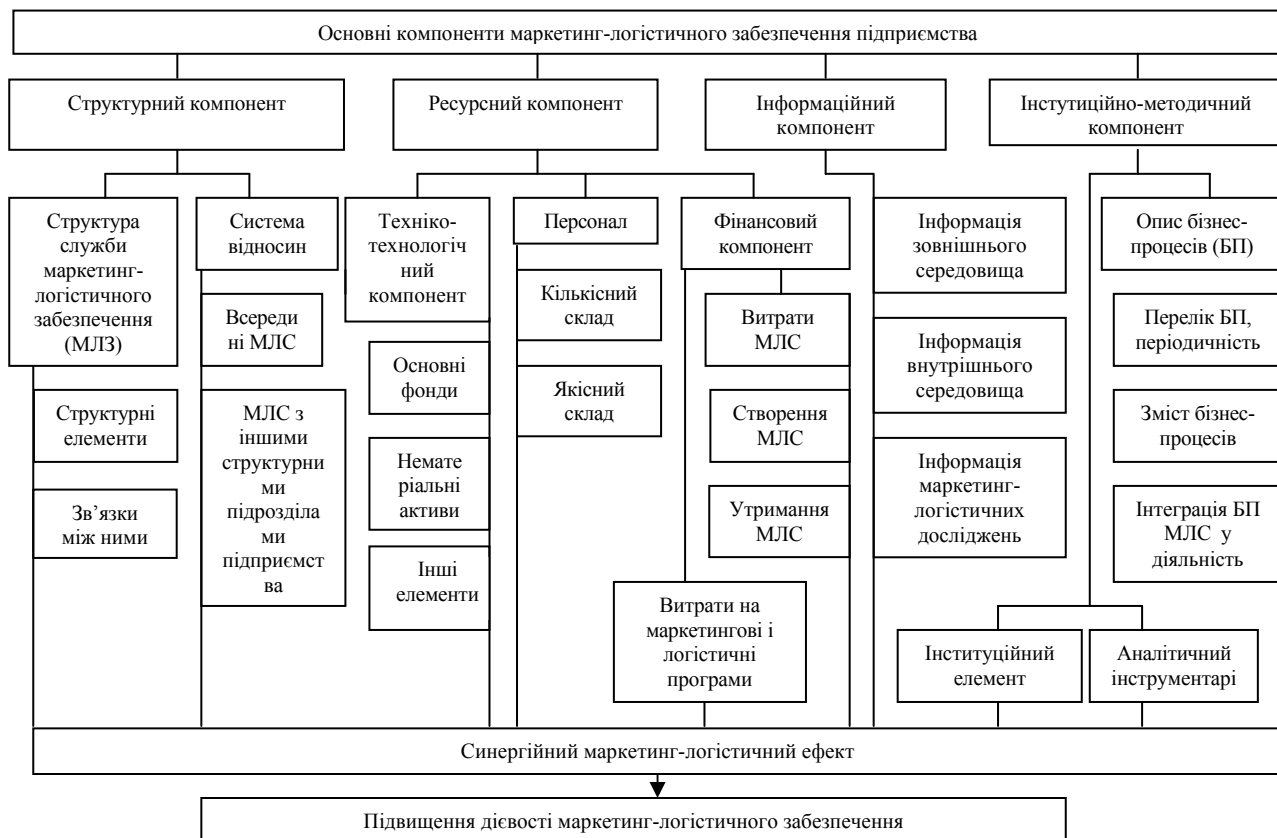 Основні компоненти маркетинг-логістичного забезпечення підприємства
Структурний компонент
Ресурсний компонент
Інформаційний
компонент
Інстутиційно-методичний
компонент
Структура
служби
маркетинг-
логістичного
забезпечення
(МЛЗ)
Структурні
елементи
Зв’язки
між ними
Система
відносин
Всереди
ні МЛС
МЛС з
іншими
структурни
ми
підрозділа
ми
підприємст
ва
Техніко-
технологіч
ний
компонент
Основні
фонди
Немате
ріальні
активи
Інші
елементи
Персонал
Кількісний
склад
Якісний
склад
Фінансовий
компонент
Витрати
МЛС
Створення
МЛС
Утримання
МЛС
Витрати на
маркетингові і
логістичні
програми
Інформація
зовнішнього
середовища
Інформація
внутрішнього
середовища
Інформація
маркетинг-
логістичних
досліджень
Опис бізнес-
процесів (БП)
Перелік БП,
періодичність
Зміст бізнес-
процесів
Інтеграція БП
МЛС у
діяльність
Інституційний
елемент
Аналітичний
інструментарі
Синергійний маркетинг-логістичний ефект
Підвищення дієвості маркетинг-логістичного забезпечення